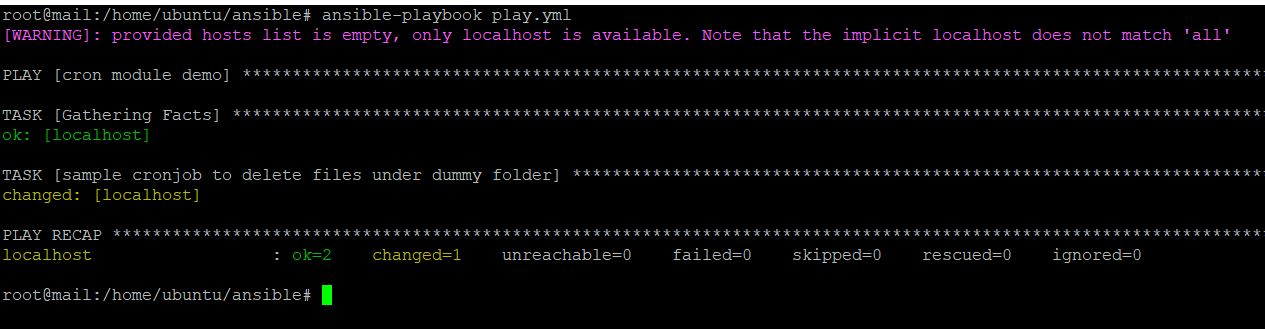 root@mail:/home/ubuntu/ansible# ansible-playbook play.yml
[WARNING]: provided hosts list is empty, only localhost is available. Note that the implicit localhost does not match 'all'
PLAY [cron module demo] *******************************************************************************************************
TASK [Gathering Facts] ********************************************************************************************************
ok: [localhost]
TASK [sample cronjob to delete files under dummy folder] **********************************************************************
changed: [localhost]
PLAY RECAP ********************************************************************************************************************
localhost                  : ok=2    changed=1    unreachable=0    failed=0    skipped=0    rescued=0    ignored=0
root@mail:/home/ubuntu/ansible#